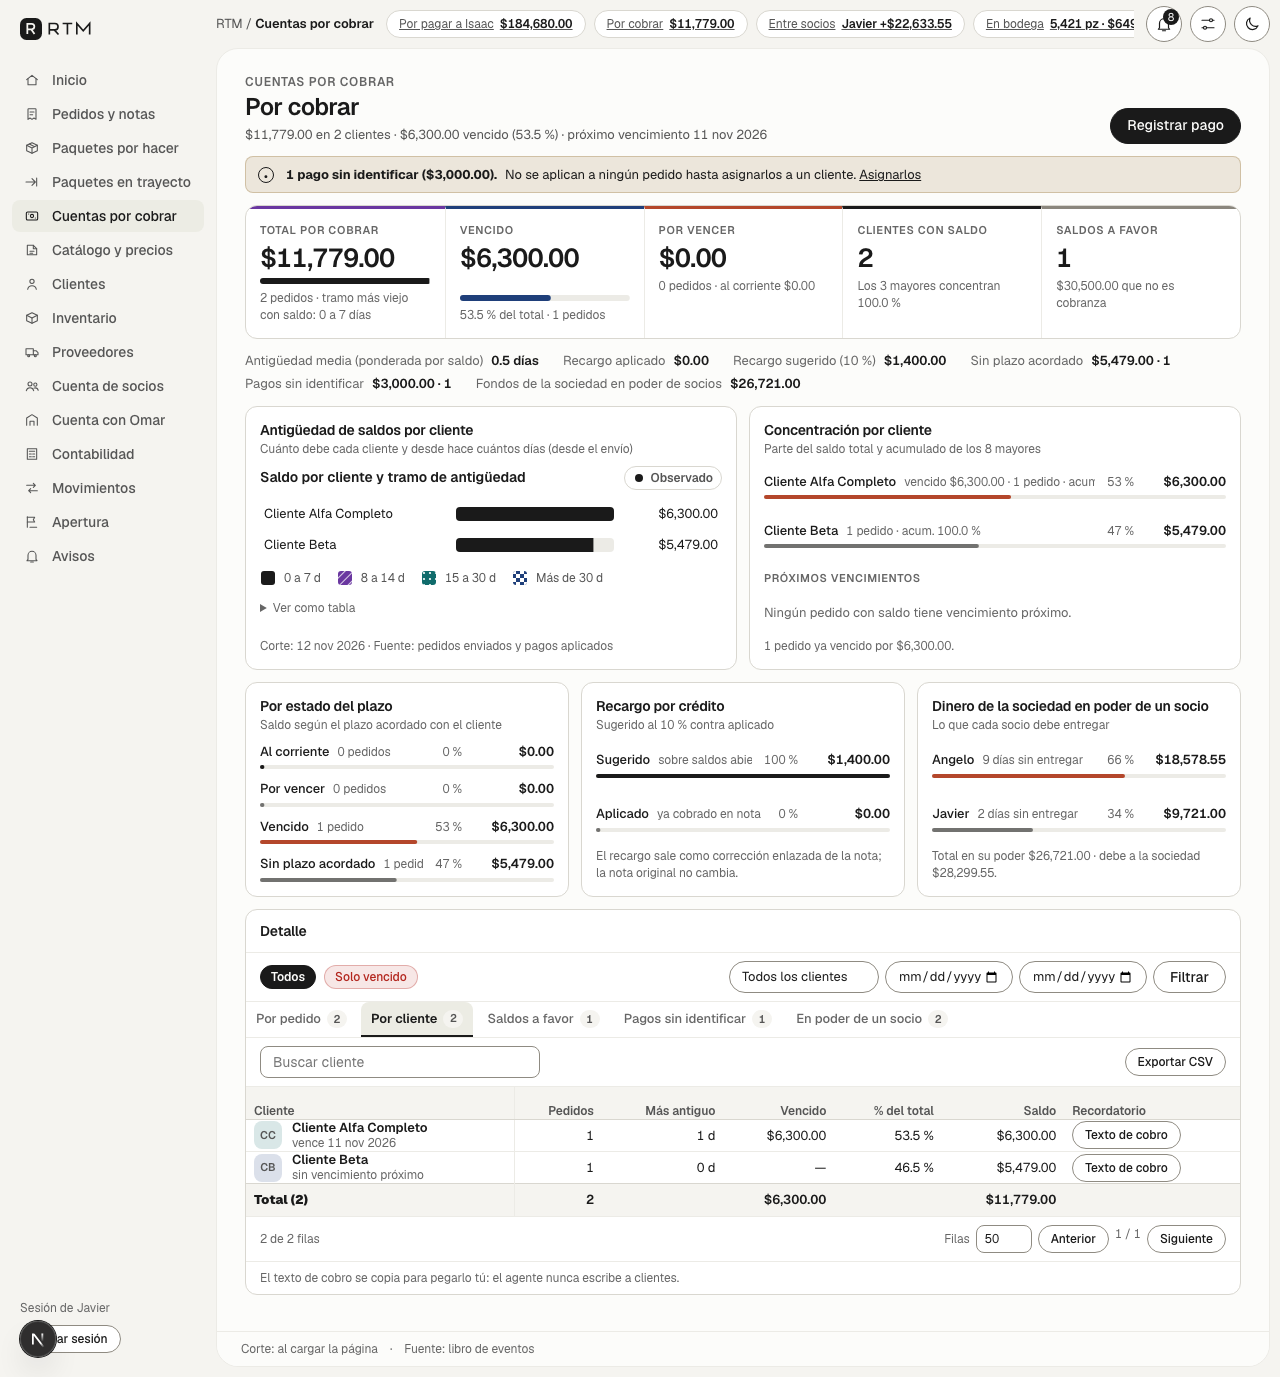 R RTM
RTM / Cuentas por cobrar
Por pagar a Isaac $184,680.00
Por cobrar $11,779.00
Entre socios Javier +$22,633.55
En bodega 5,421 pz · $649
8
Inicio
Pedidos y notas
Paquetes por hacer
Paquetes en trayecto
Cuentas por cobrar
Catálogo y precios
Clientes
Inventario
Proveedores
Cuenta de socios
Cuenta con Omar
Contabilidad
Movimientos
Apertura
Avisos
Sesión de Javier
N ar sesión
CUENTAS POR COBRAR
Por cobrar
$11,779.00 en 2 clientes · $6,300.00 vencido (53.5 %) · próximo vencimiento 11 nov 2026
Registrar pago
1 pago sin identificar ($3,000.00). No se aplican a ningún pedido hasta asignarlos a un cliente. Asignarlos
TOTAL POR COBRAR
$11,779.00
2 pedidos · tramo más viejo
con saldo: 0 a 7 días
VENCIDO
$6,300.00
53.5 % del total · 1 pedidos
POR VENCER
$0.00
0 pedidos · al corriente $0.00
CLIENTES CON SALDO
2
Los 3 mayores concentran
100.0 %
SALDOS A FAVOR
1
$30,500.00 que no es
cobranza
Antigüedad media (ponderada por saldo) 0.5 días Recargo aplicado $0.00 Recargo sugerido (10 %) $1,400.00 Sin plazo acordado $5,479.00 · 1
Pagos sin identificar $3,000.00 · 1 Fondos de la sociedad en poder de socios $26,721.00
Antigüedad de saldos por cliente
Cuánto debe cada cliente y desde hace cuántos días (desde el envío)
Saldo por cliente y tramo de antigüedad
Observado
Cliente Alfa Completo $6,300.00
Cliente Beta $5,479.00
0 a 7 d 8 a 14 d 15 a 30 d Más de 30 d
Ver como tabla
Corte: 12 nov 2026 · Fuente: pedidos enviados y pagos aplicados
Concentración por cliente
Parte del saldo total y acumulado de los 8 mayores
Cliente Alfa Completo vencido $6,300.00 · 1 pedido · acum 53 % $6,300.00
Cliente Beta 1 pedido · acum. 100.0 % 47 % $5,479.00
PRÓXIMOS VENCIMIENTOS
Ningún pedido con saldo tiene vencimiento próximo.
1 pedido ya vencido por $6,300.00.
Por estado del plazo
Saldo según el plazo acordado con el cliente
Al corriente 0 pedidos 0 % $0.00
Por vencer 0 pedidos 0 % $0.00
Vencido 1 pedido 53 % $6,300.00
Sin plazo acordado 1 pedid 47 % $5,479.00
Recargo por crédito
Sugerido al 10 % contra aplicado
Sugerido sobre saldos abie 100 % $1,400.00
Aplicado ya cobrado en nota 0 % $0.00
El recargo sale como corrección enlazada de la nota;
la nota original no cambia.
Dinero de la sociedad en poder de un socio
Lo que cada socio debe entregar
Angelo 9 días sin entregar 66 % $18,578.55
Javier 2 días sin entregar 34 % $9,721.00
Total en su poder $26,721.00 · debe a la sociedad
$28,299.55.
Detalle
Todos Solo vencido
Todos los clientes mm/dd/yyyy mm/dd/yyyy Filtrar
Por pedido 2 Por cliente 2 Saldos a favor 1 Pagos sin identificar 1 En poder de un socio 2
Buscar cliente
Exportar CSV
Cliente Pedidos Más antiguo Vencido % del total Saldo Recordatorio
CC Cliente Alfa Completo 1 1 d $6,300.00 53.5 % $6,300.00 Texto de cobro
vence 11 nov 2026
CB Cliente Beta 1 0 d — 46.5 % $5,479.00 Texto de cobro
sin vencimiento próximo
Total (2) 2 $6,300.00 $11,779.00
2 de 2 filas
Filas 50 Anterior 1 / 1 Siguiente
El texto de cobro se copia para pegarlo tú: el agente nunca escribe a clientes.
Corte: al cargar la página · Fuente: libro de eventos